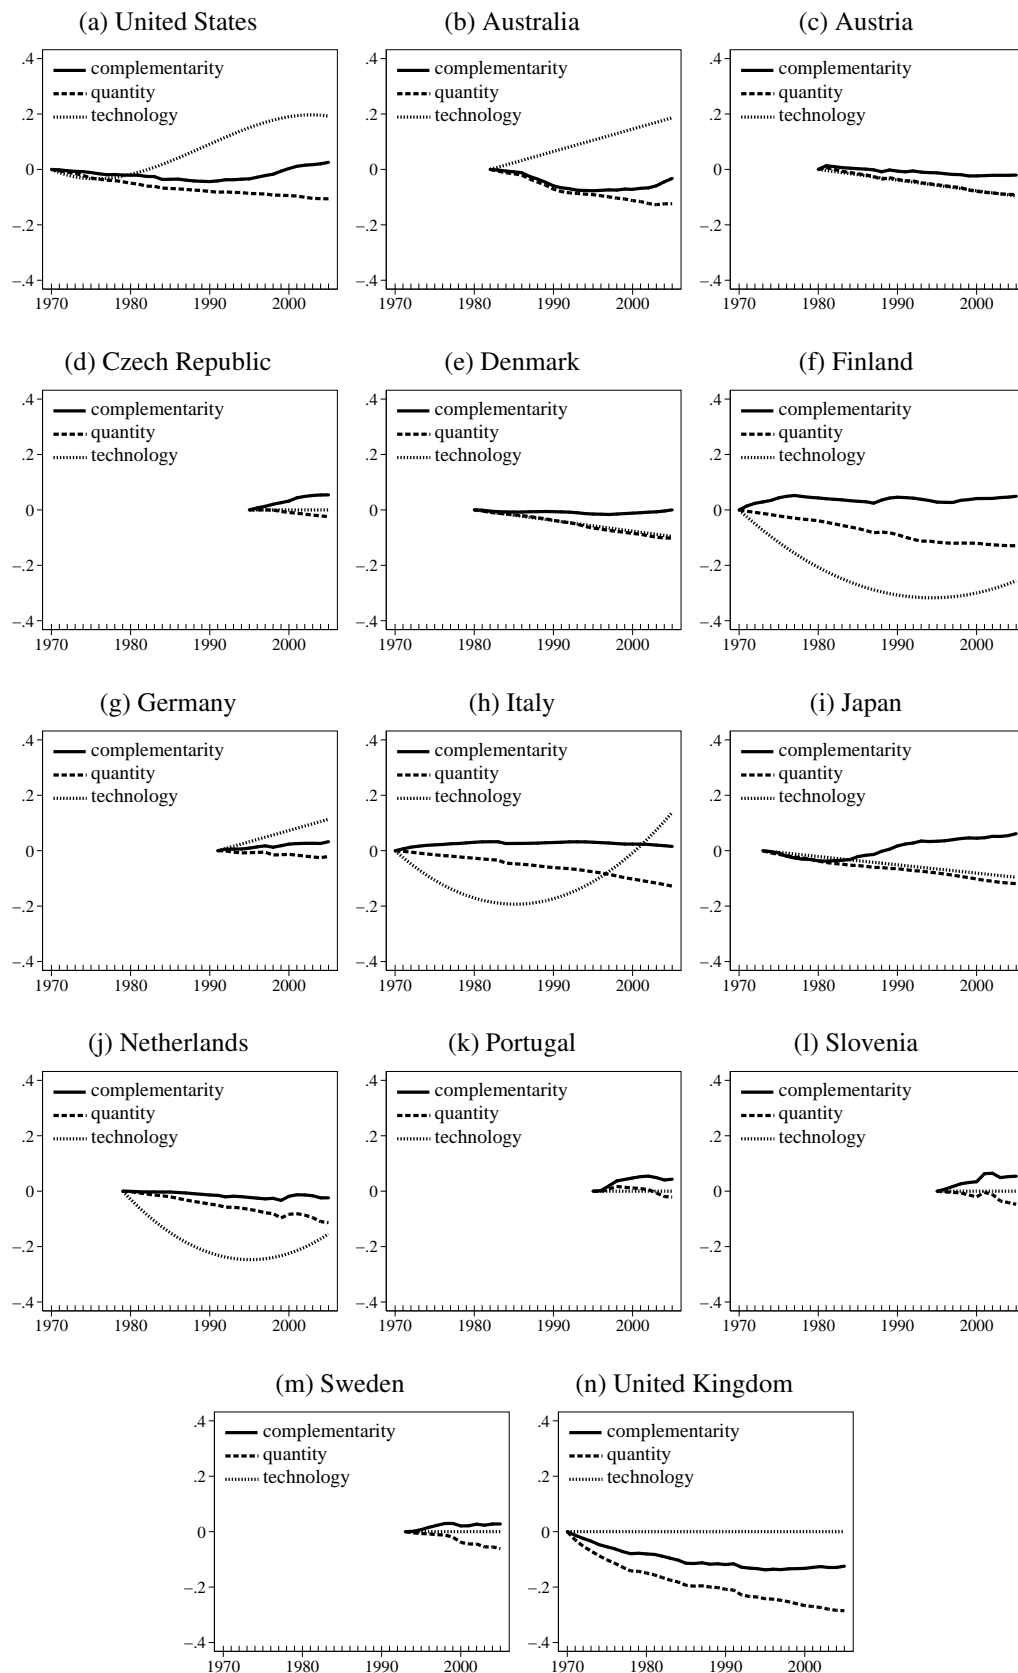 (a) United States
complementarity
quantity
technology
.4
.2
0
−.2
−.4
1970 1980 1990 2000
(b) Australia
complementarity
quantity
technology
.4
.2
0
−.2
−.4
1970 1980 1990 2000
(c) Austria
complementarity
quantity
technology
.4
.2
0
−.2
−.4
1970 1980 1990 2000
(d) Czech Republic
complementarity
quantity
technology
.4
.2
0
−.2
−.4
1970 1980 1990 2000
(e) Denmark
complementarity
quantity
technology
.4
.2
0
−.2
−.4
1970 1980 1990 2000
(f) Finland
complementarity
quantity
technology
.4
.2
0
−.2
−.4
1970 1980 1990 2000
(g) Germany
complementarity
quantity
technology
.4
.2
0
−.2
−.4
1970 1980 1990 2000
(h) Italy
complementarity
quantity
technology
.4
.2
0
−.2
−.4
1970 1980 1990 2000
(i) Japan
complementarity
quantity
technology
.4
.2
0
−.2
−.4
1970 1980 1990 2000
(j) Netherlands
complementarity
quantity
technology
.4
.2
0
−.2
−.4
1970 1980 1990 2000
(k) Portugal
complementarity
quantity
technology
.4
.2
0
−.2
−.4
1970 1980 1990 2000
(l) Slovenia
complementarity
quantity
technology
.4
.2
0
−.2
−.4
1970 1980 1990 2000
(m) Sweden
complementarity
quantity
technology
.4
.2
0
−.2
−.4
1970 1980 1990 2000
(n) United Kingdom
complementarity
quantity
technology
.4
.2
0
−.2
−.4
1970 1980 1990 2000